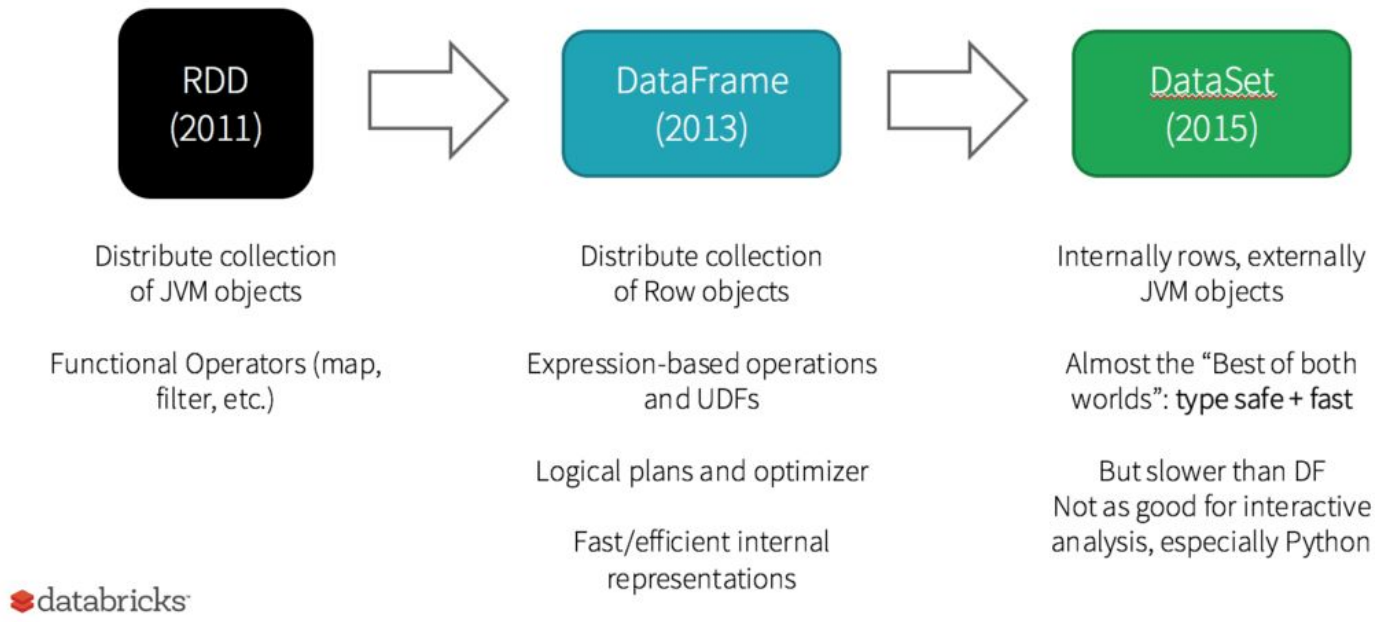 RDD
(2011)
DataFrame
(2013)
DataSet
(2015)
Distribute collection
of JVM objects
Functional Operators (map,
filter, etc.)
Distribute collection
of Row objects
Expression-based operations
and UDFs
Logical plans and optimizer
Fast/efficient internal
representations
Internally rows, externally
JVM objects
Almost the “Best of both
worlds”: type safe + fast
But slower than DF
Not as good for interactive
analysis, especially Python
databricks